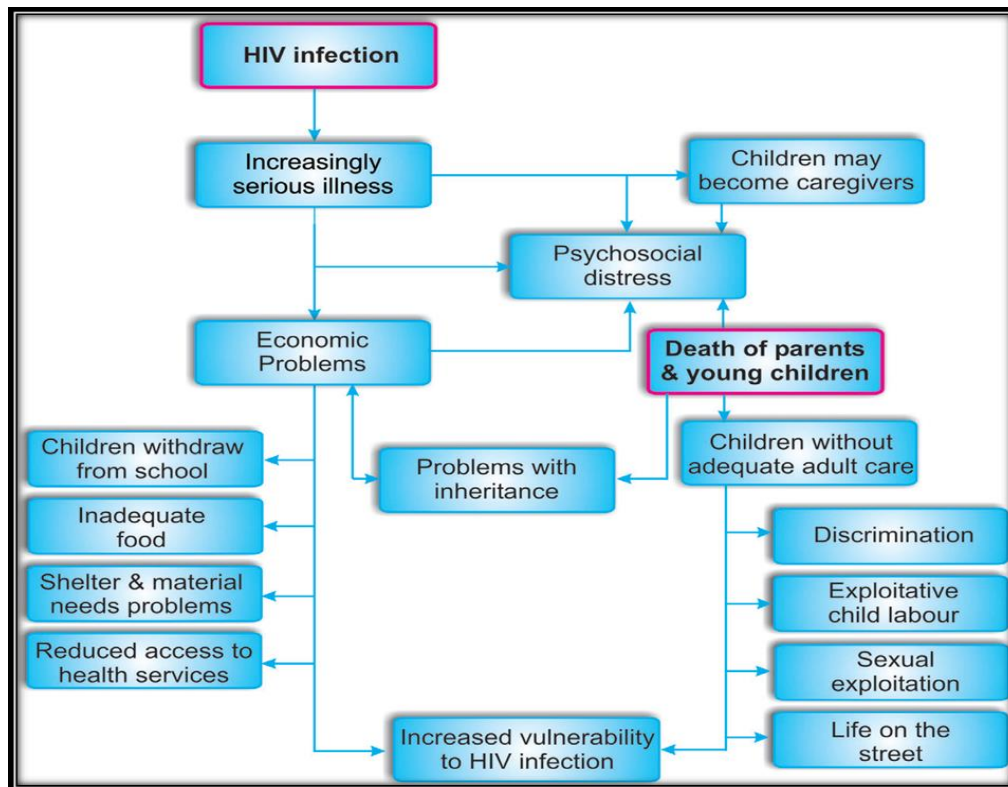 HIV infection
Increasingly
serious illness
Children may
become caregivers
Psychosocial
distress
Economic
Problems
Death of parents
& young children
Children withdraw
from school
Problems with
inheritance
Children without
adequate adult care
Inadequate
food
Discrimination
Shelter & material
needs problems
Exploitative
child labour
Reduced access to
health services
Sexual
exploitation
Increased vulnerability
to HIV infection
Life on the
street